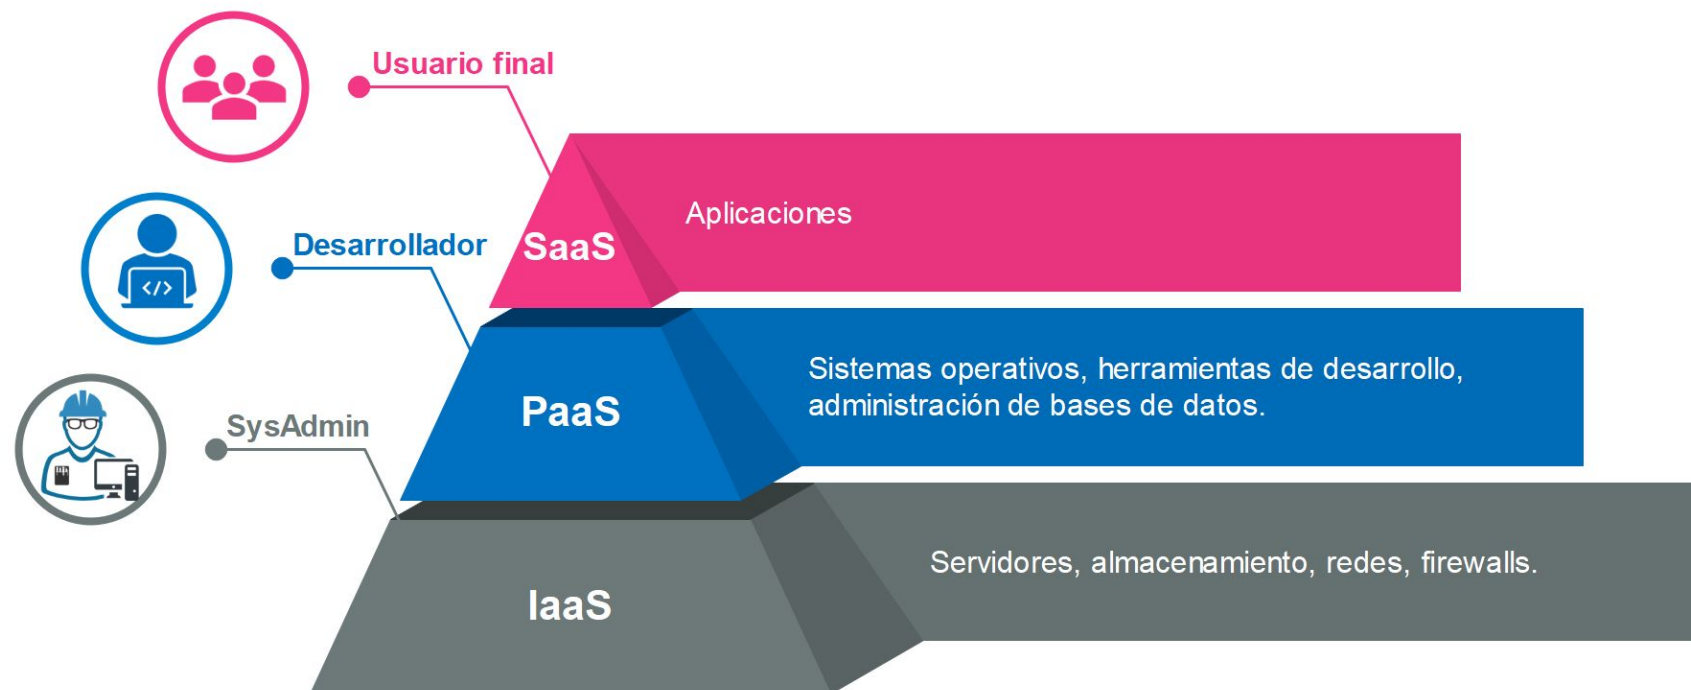 Usuario final
SaaS
Aplicaciones
Desarrollador
</>
PaaS
Sistemas operativos, herramientas de desarrollo,
administración de bases de datos.
SysAdmin
IaaS
Servidores, almacenamiento, redes, firewalls.